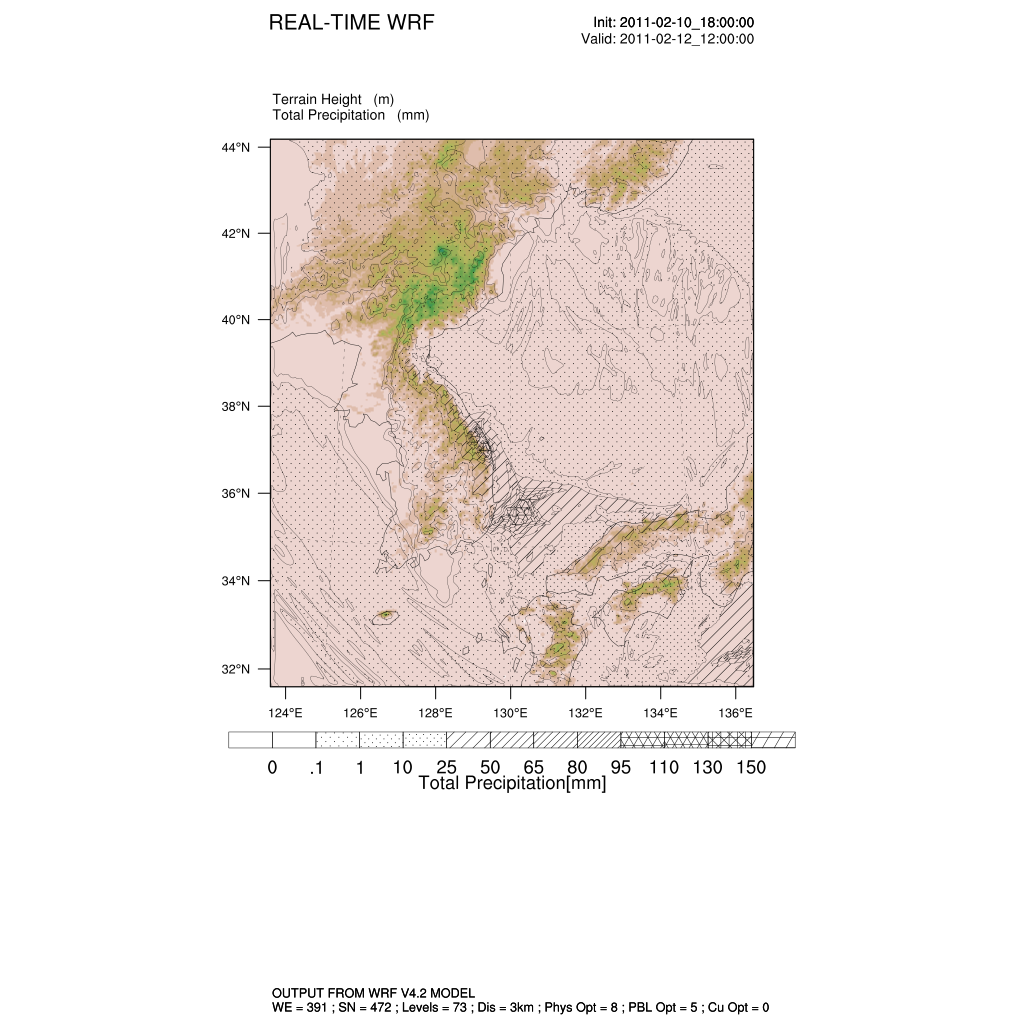 REAL-TIME WRF
Init: 2011-02-10_18:00:00
Valid: 2011-02-12_12:00:00
Terrain Height (m)
Total Precipitation (mm)
44°N
42°N
40°N
38°N
36°N
34°N
32°N
124°E 126°E 128°E 130°E 132°E 134°E 136°E
0 .1 1 10 25 50 65 80 95 110 130 150
Total Precipitation[mm]
OUTPUT FROM WRF V4.2 MODEL
WE = 391 ; SN = 472 ; Levels = 73 ; Dis = 3km ; Phys Opt = 8 ; PBL Opt = 5 ; Cu Opt = 0